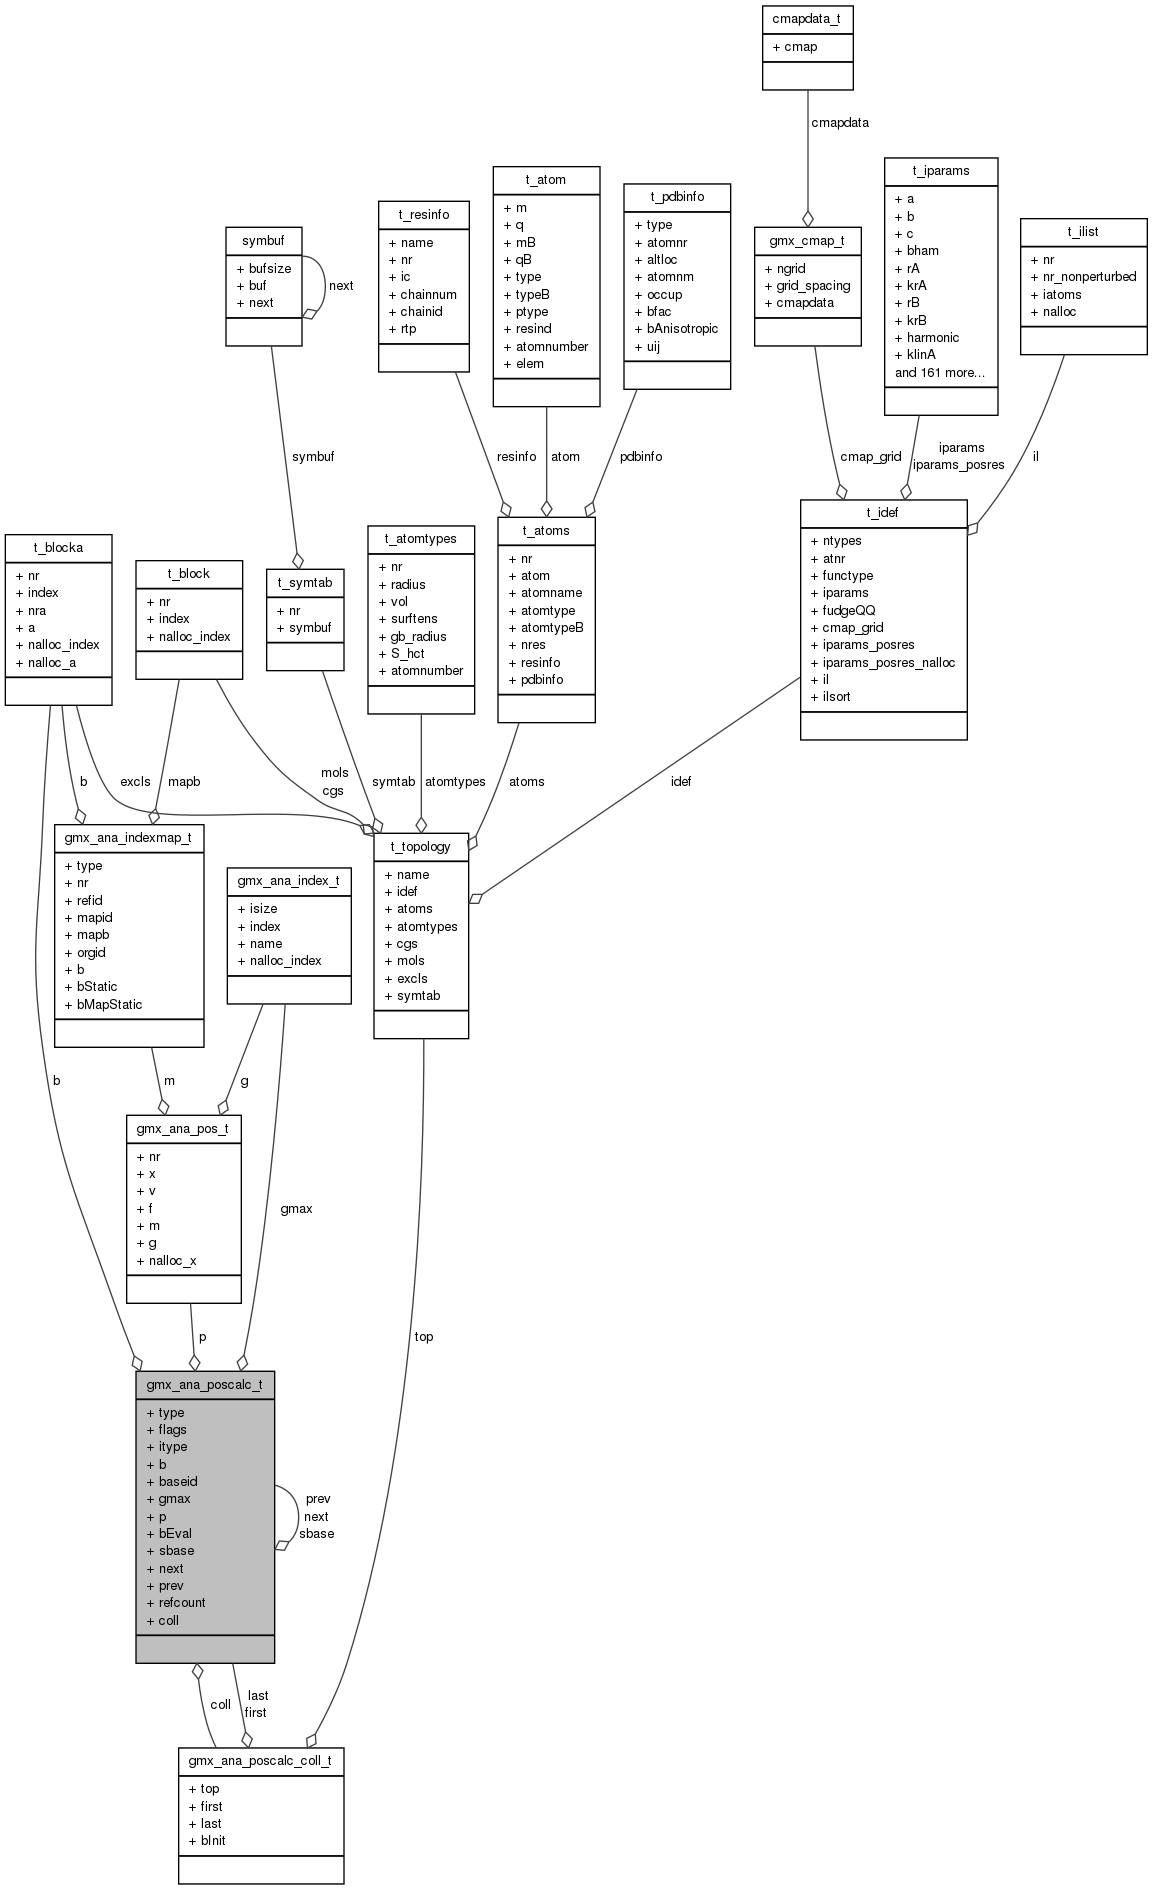 cmapdata_t
+ cmap
cmapdata
t_iparams
+ a
+ b
+ c
+ bham
+ rA
+ krA
+ rB
+ krB
+ harmonic
+ klinA
and 161 more...
t_atom
+ m
+ q
+ mB
+ qB
+ type
+ typeB
+ ptype
+ resind
+ atomnumber
+ elem
t_pdbinfo
+ type
+ atomnr
+ altloc
+ atomnm
+ occup
+ bfac
+ bAnisotropic
+ uij
t_resinfo
+ name
+ nr
+ ic
+ chainnum
+ chainid
+ rtp
symbuf
+ bufsize
+ buf
+ next
next
gmx_cmap_t
+ ngrid
+ grid_spacing
+ cmapdata
t_ilist
+ nr
+ nr_nonperturbed
+ iatoms
+ nalloc
symbuf
resinfo
atom
pdbinfo
cmap_grid
iparams
iparams_posres
il
t_blocka
+ nr
+ index
+ nra
+ a
+ nalloc_index
+ nalloc_a
t_block
+ nr
+ index
+ nalloc_index
t_symtab
+ nr
+ symbuf
t_atomtypes
+ nr
+ radius
+ vol
+ surftens
+ gb_radius
+ S_hct
+ atomnumber
t_atoms
+ nr
+ atom
+ atomname
+ atomtype
+ atomtypeB
+ nres
+ resinfo
+ pdbinfo
t_idef
+ ntypes
+ atnr
+ functype
+ iparams
+ fudgeQQ
+ cmap_grid
+ iparams_posres
+ iparams_posres_nalloc
+ il
+ ilsort
b
excls
mapb
mols
cgs
symtab
atomtypes
atoms
idef
gmx_ana_indexmap_t
+ type
+ nr
+ refid
+ mapid
+ mapb
+ orgid
+ b
+ bStatic
+ bMapStatic
gmx_ana_index_t
+ isize
+ index
+ name
+ nalloc_index
t_topology
+ name
+ idef
+ atoms
+ atomtypes
+ cgs
+ mols
+ excls
+ symtab
b
m
g
gmx_ana_pos_t
+ nr
+ x
+ v
+ f
+ m
+ g
+ nalloc_x
gmax
p
top
gmx_ana_poscalc_t
+ type
+ flags
+ itype
+ b
+ baseid
+ gmax
+ p
+ bEval
+ sbase
+ next
+ prev
+ refcount
+ coll
prev
next
sbase
coll
last
first
gmx_ana_poscalc_coll_t
+ top
+ first
+ last
+ bInit